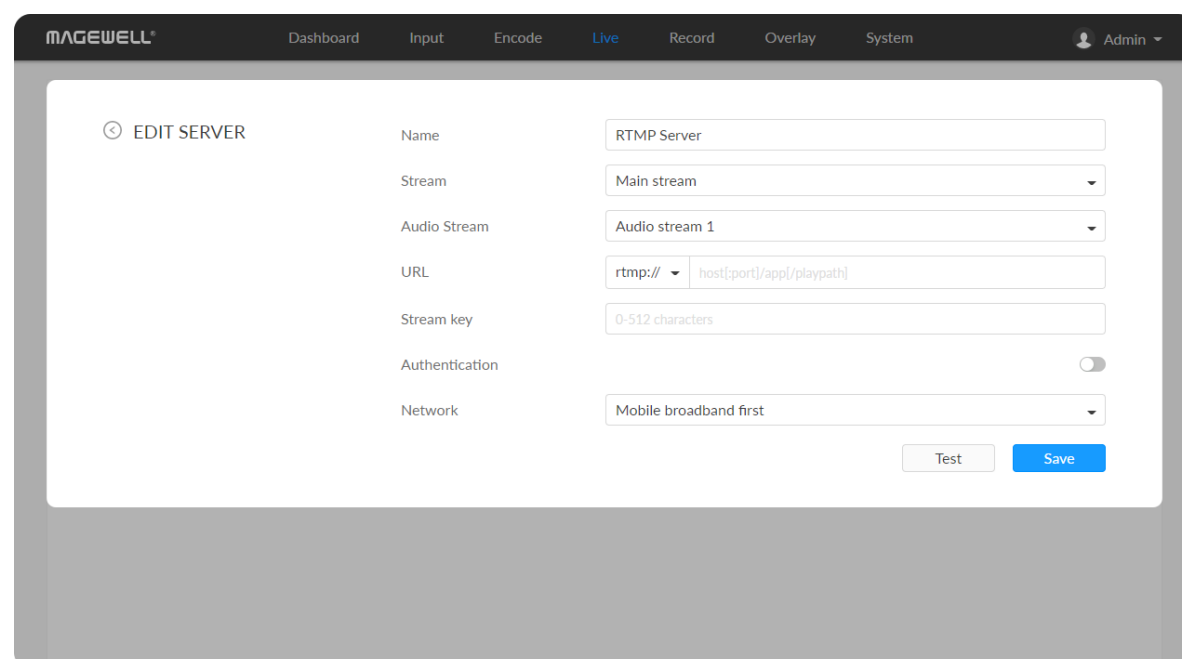 MAGEWELL®
Dashboard Input Encode Live Record Overlay System Admin
EDIT SERVER
Name RTMP Server
Stream Main stream
Audio Stream Audio stream 1
URL rtmp:// host[:port]/app[/playpath]
Stream key 0-512 characters
Authentication
Network Mobile broadband first
Test Save